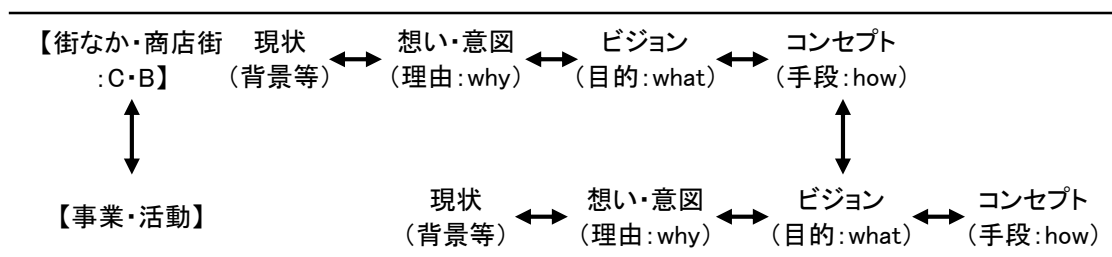 【街なか・商店街 現状 想い・意図 ビジョン コンセプト
:C・B】 (背景等) (理由:why) (目的:what) (手段:how)
【事業・活動】 現状 想い・意図 ビジョン コンセプト
(背景等) (理由:why) (目的:what) (手段:how)